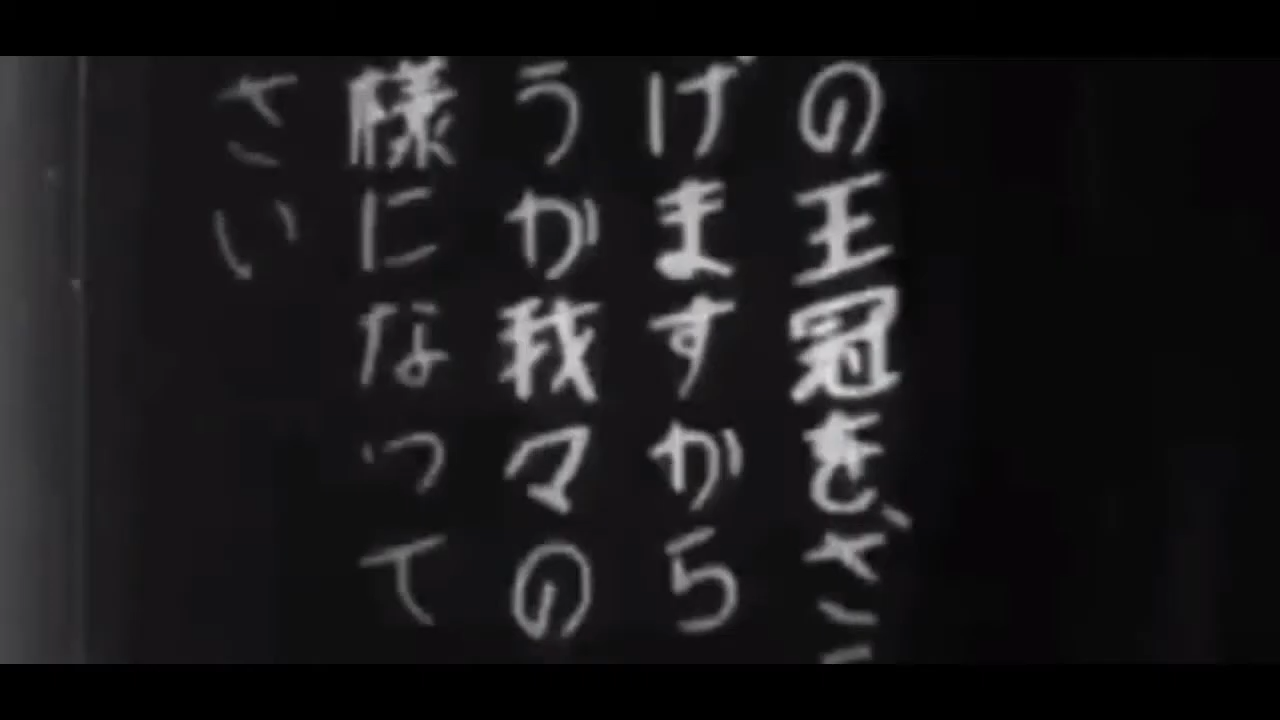 の王冠を、ささ
げますから
うか我々の
様になって
さい